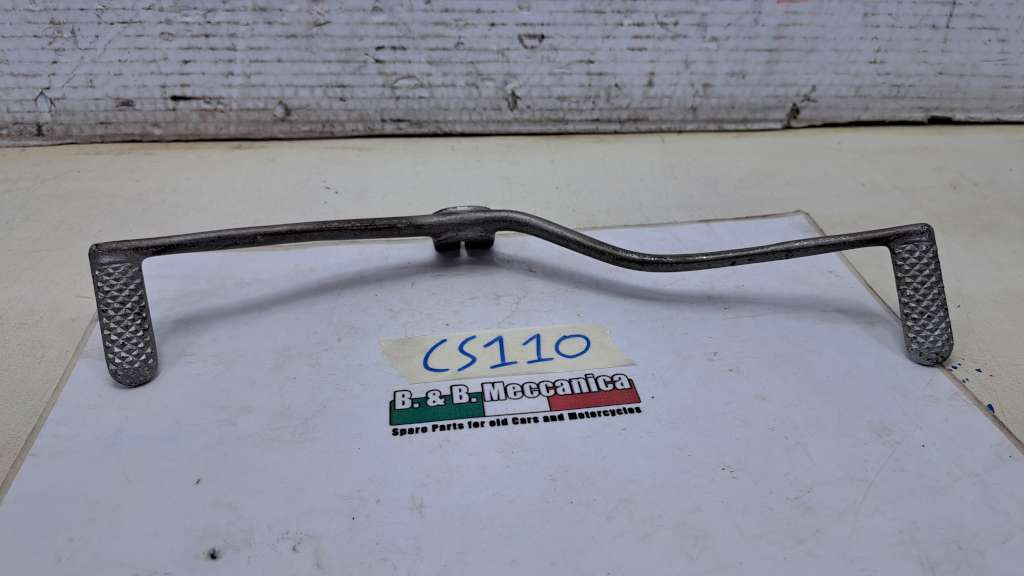 CS110
B. & B. Meccanica
Spare Parts for old Cars and Motorcycles